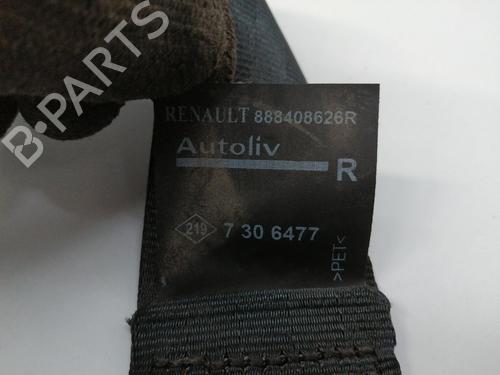 B-PARTS
RENAULT 888408626R
Autoliv
R
219 7 30 6477
>PET<